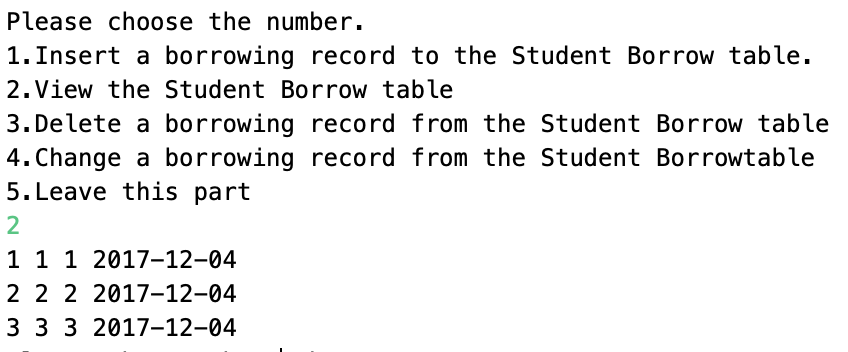 Please choose the number.
1.Insert a borrowing record to the Student Borrow table.
2.View the Student Borrow table
3.Delete a borrowing record from the Student Borrow table
4.Change a borrowing record from the Student Borrowtable
5.Leave this part
2
1 1 1 2017-12-04
2 2 2 2017-12-04
3 3 3 2017-12-04